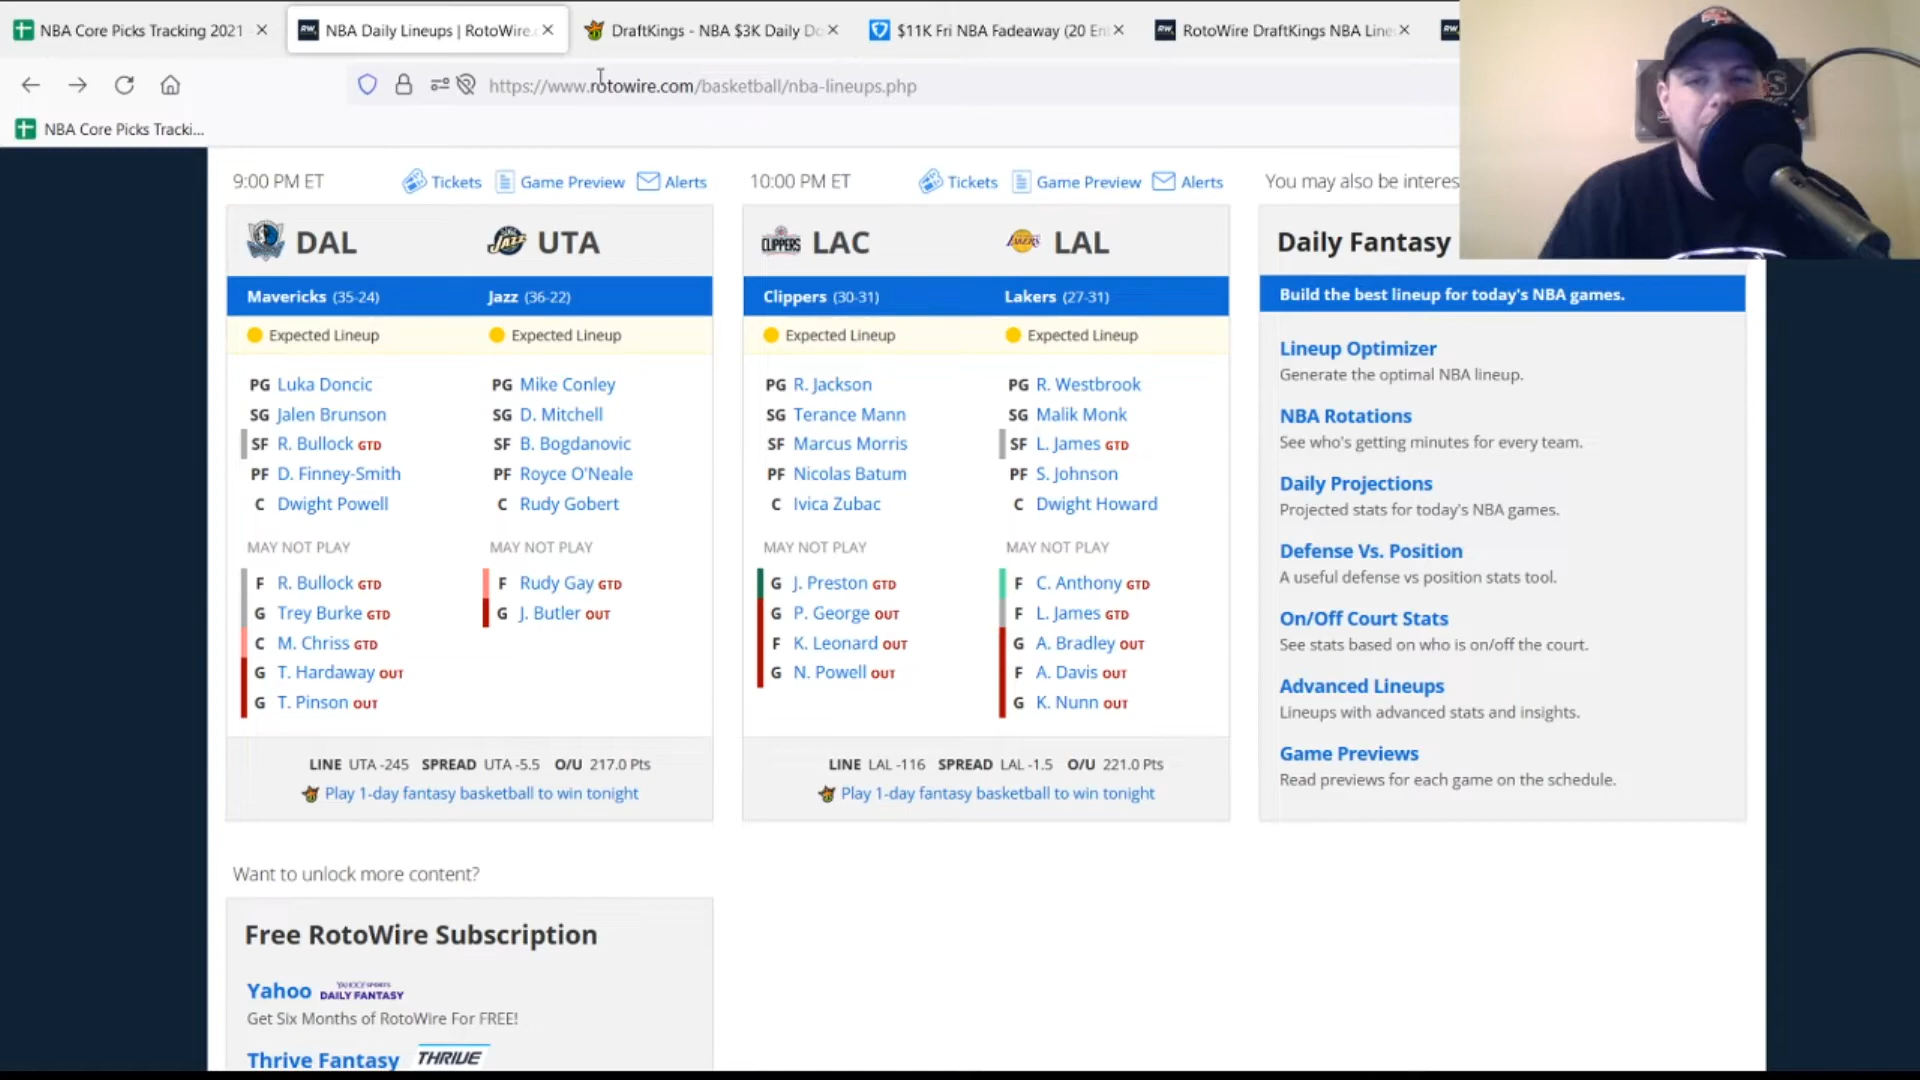 NBA Core Picks Tracking 2021
NBA Daily Lineups | RotoWire.c
DraftKings - NBA $3K Daily Do
$11K Fri NBA Fadeaway (20 En
RotoWire DraftKings NBA Line
https://www.rotowire.com/basketball/nba-lineups.php
NBA Core Picks Tracki...
9:00 PM ET Tickets Game Preview Alerts
DAL UTA
Mavericks (35-24) Jazz (36-22)
Expected Lineup Expected Lineup
PG Luka Doncic PG Mike Conley
SG Jalen Brunson SG D. Mitchell
SF R. Bullock GTD SF B. Bogdanovic
PF D. Finney-Smith PF Royce O'Neale
C Dwight Powell C Rudy Gobert
MAY NOT PLAY MAY NOT PLAY
F R. Bullock GTD F Rudy Gay GTD
G Trey Burke GTD G J. Butler OUT
C M. Chriss GTD
G T. Hardaway OUT
G T. Pinson OUT
LINE UTA -245 SPREAD UTA -5.5 O/U 217.0 Pts
Play 1-day fantasy basketball to win tonight
10:00 PM ET Tickets Game Preview Alerts
CLIPPERS LAC LAKERS LAL
Clippers (30-31) Lakers (27-31)
Expected Lineup Expected Lineup
PG R. Jackson PG R. Westbrook
SG Terance Mann SG Malik Monk
SF Marcus Morris SF L. James GTD
PF Nicolas Batum PF S. Johnson
C Ivica Zubac C Dwight Howard
MAY NOT PLAY MAY NOT PLAY
G J. Preston GTD F C. Anthony GTD
G P. George OUT F L. James GTD
F K. Leonard OUT G A. Bradley OUT
G N. Powell OUT F A. Davis OUT
G K. Nunn OUT
LINE LAL -116 SPREAD LAL -1.5 O/U 221.0 Pts
Play 1-day fantasy basketball to win tonight
You may also be interes
Daily Fantasy
Build the best lineup for today's NBA games.
Lineup Optimizer
Generate the optimal NBA lineup.
NBA Rotations
See who's getting minutes for every team.
Daily Projections
Projected stats for today's NBA games.
Defense Vs. Position
A useful defense vs position stats tool.
On/Off Court Stats
See stats based on who is on/off the court.
Advanced Lineups
Lineups with advanced stats and insights.
Game Previews
Read previews for each game on the schedule.
Want to unlock more content?
Free RotoWire Subscription
Yahoo YAHOO! SPORTS
DAILY FANTASY
Get Six Months of RotoWire For FREE!
Thrive Fantasy THRIVE